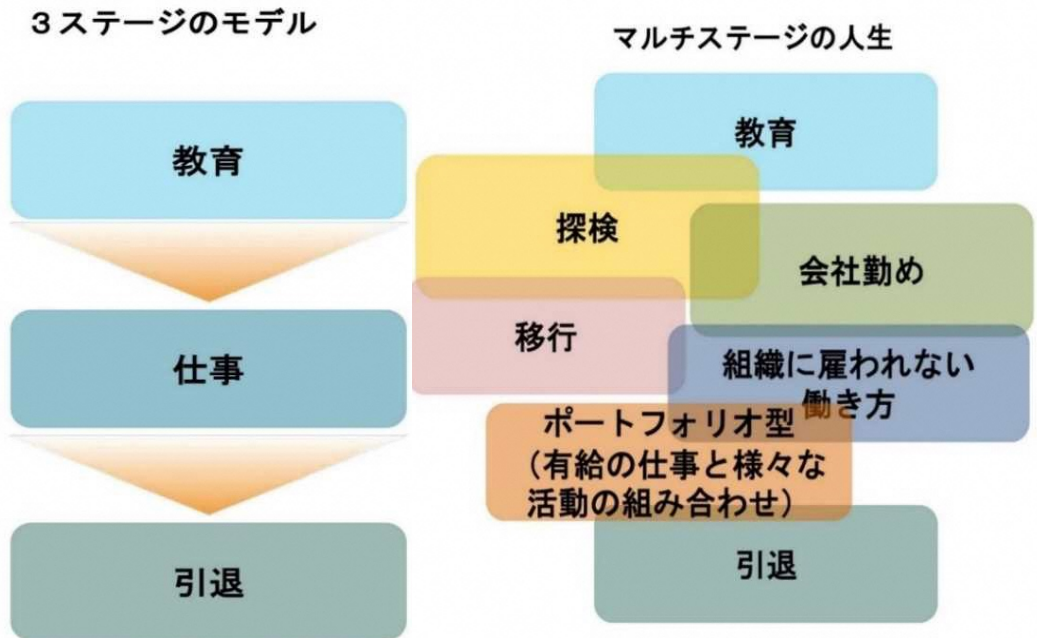 ３ステージのモデル
教育
仕事
引退
マルチステージの人生
教育
探検
会社勤め
移行
組織に雇われない
働き方
ポートフォリオ型
（有給の仕事と様々な
活動の組み合わせ）
引退